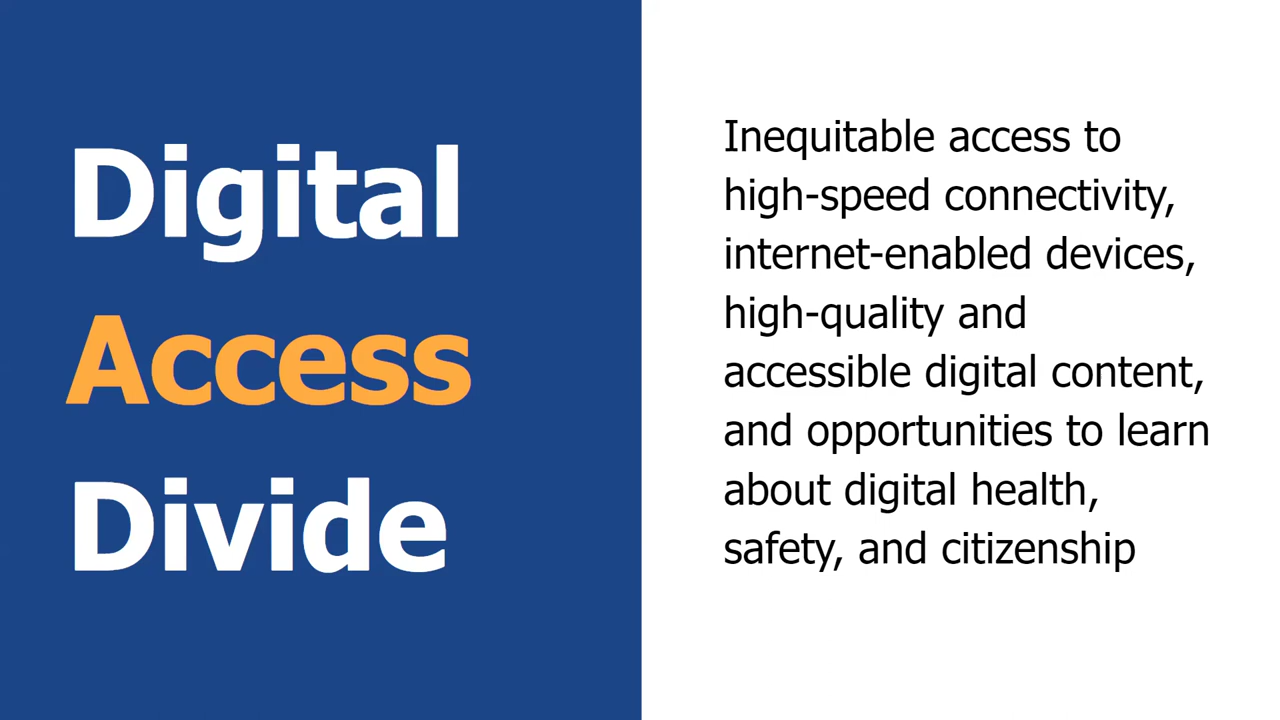 Digital
Access
Divide
Inequitable access to
high-speed connectivity,
internet-enabled devices,
high-quality and
accessible digital content,
and opportunities to learn
about digital health,
safety, and citizenship